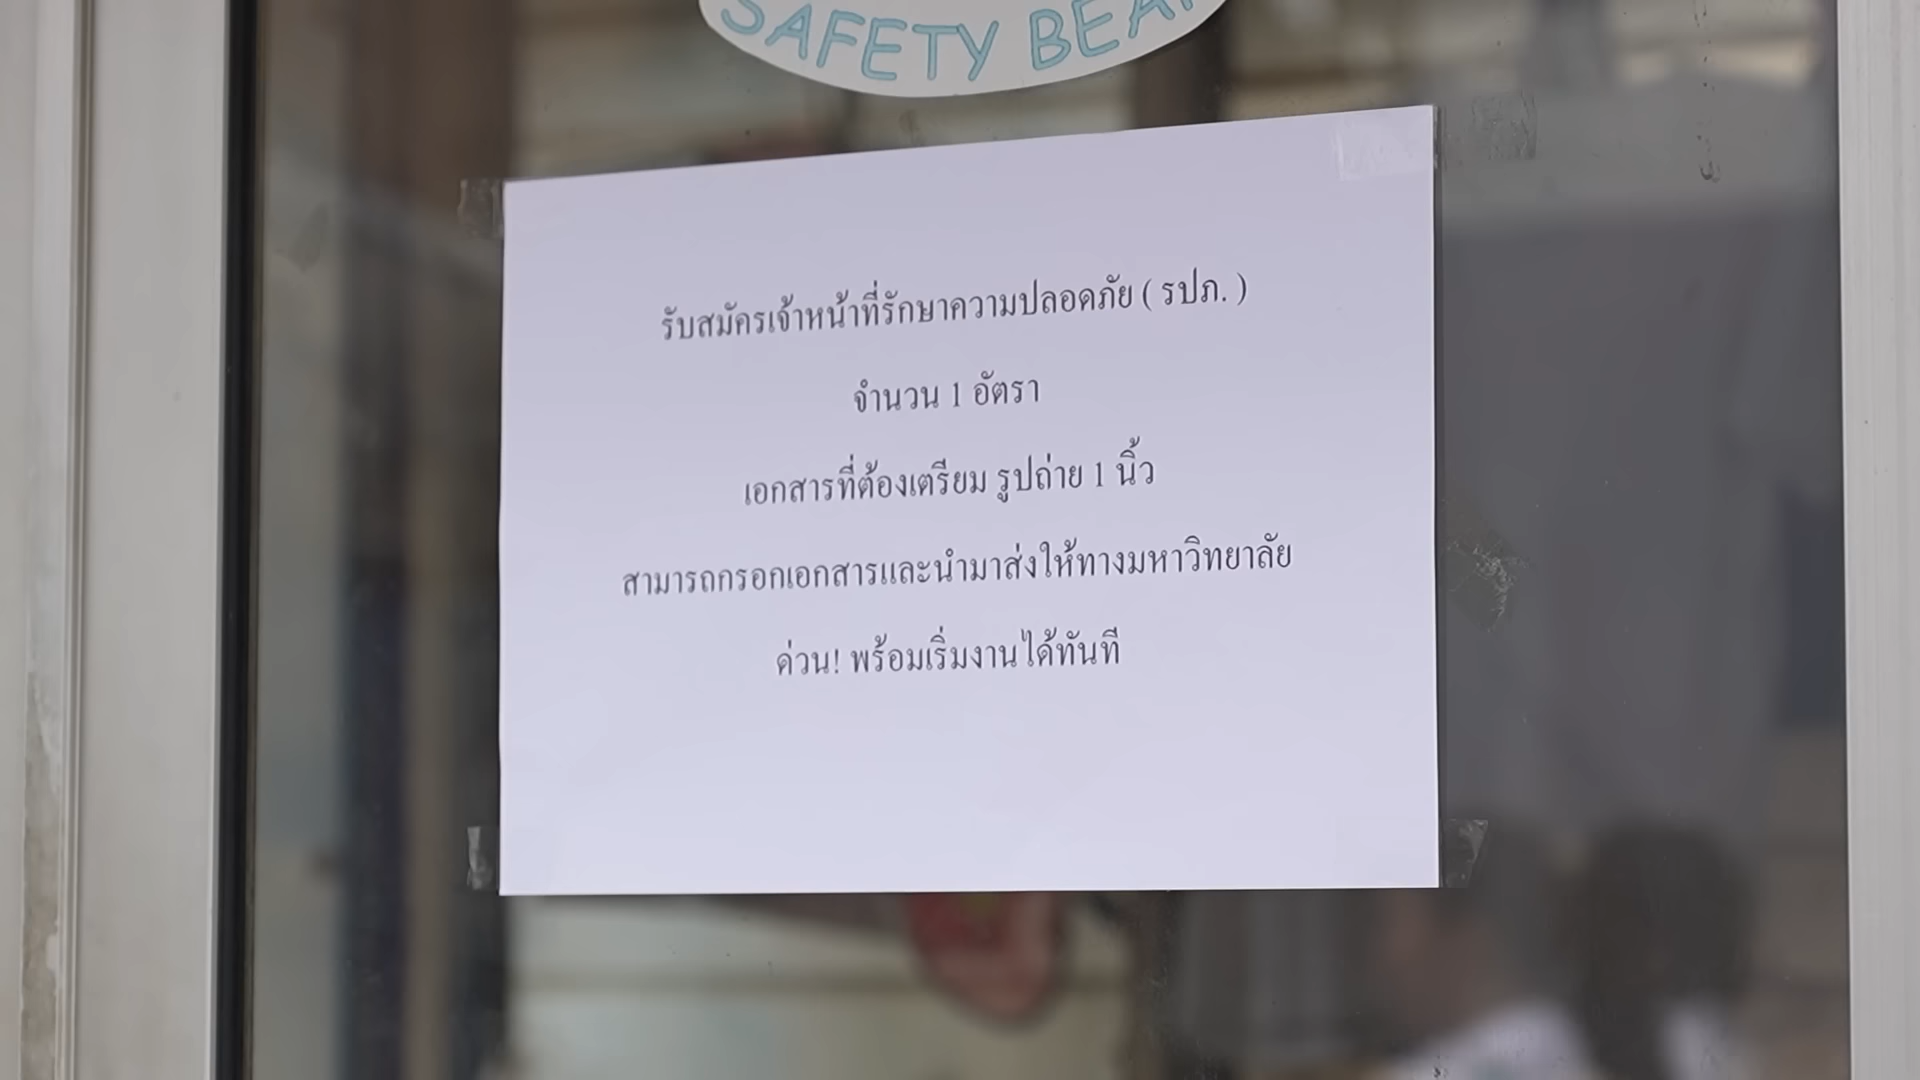 SAFETY BEAR
รับสมัครเจ้าหน้าที่รักษาความปลอดภัย ( รปภ. )
จำนวน 1 อัตรา
เอกสารที่ต้องเตรียม รูปถ่าย 1 นิ้ว
สามารถกรอกเอกสารและนำมาส่งให้ทางมหาวิทยาลัย
ด่วน! พร้อมเริ่มงานได้ทันที